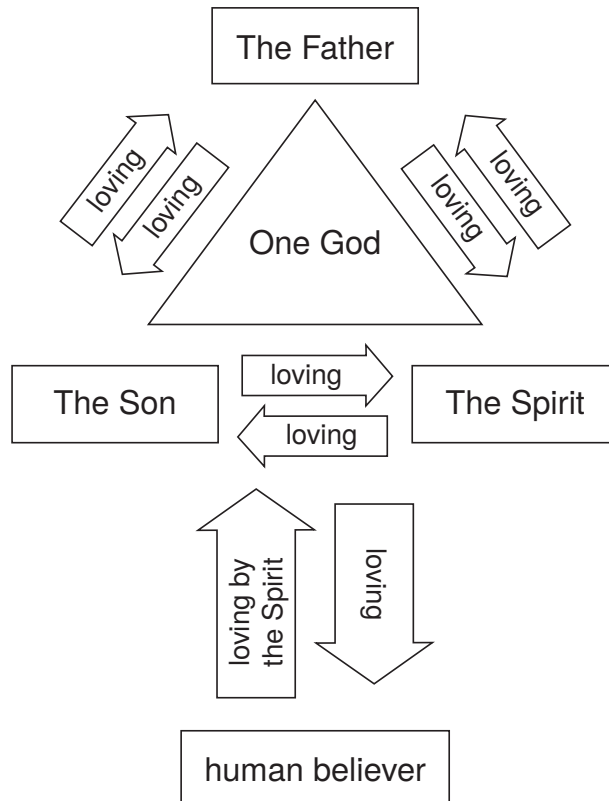 The Father
loving
loving
loving
loving
One God
The Son
loving
loving
The Spirit
loving by
the Spirit
loving
human believer